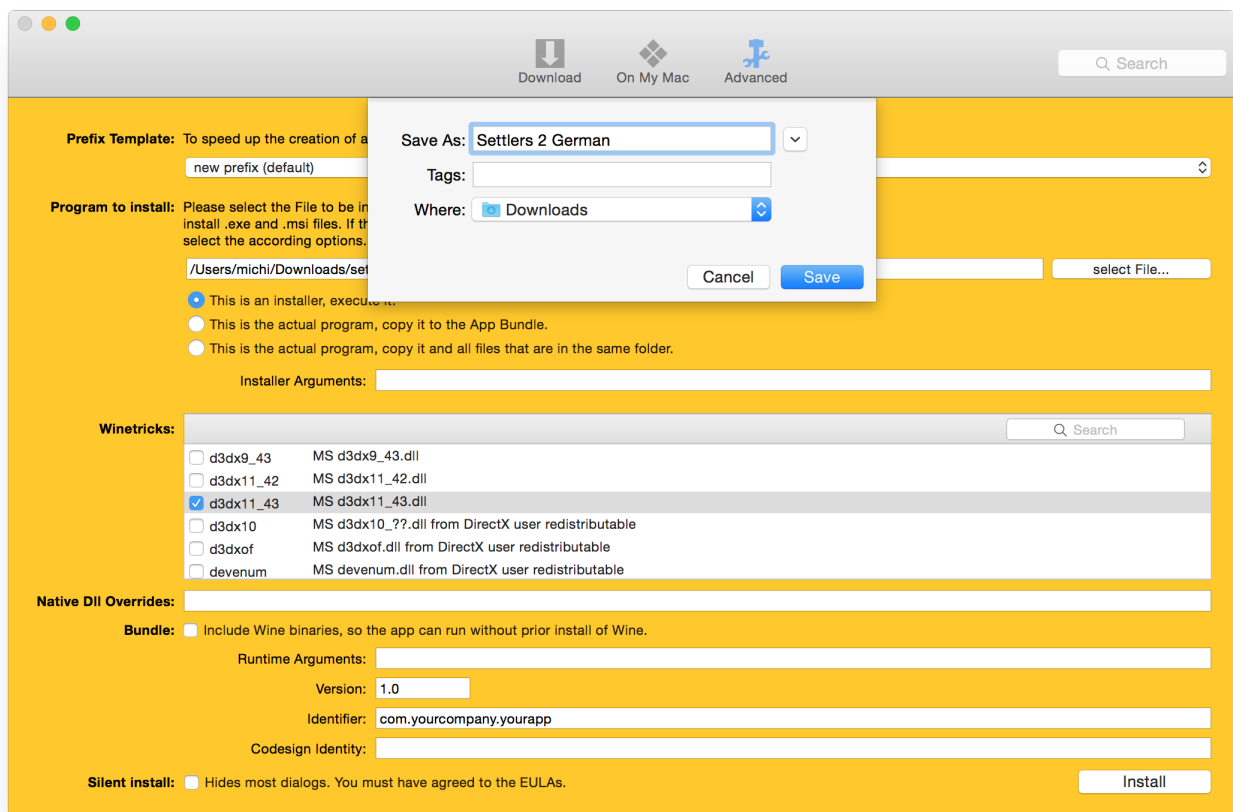 Download On My Mac Advanced
Search
Save As: Settlers 2 German
Tags:
Where: Downloads
Cancel Save
Prefix Template: To speed up the creation of a
new prefix (default)
Program to install: Please select the File to be in
install .exe and .msi files. If
select the according options.
/Users/michi/Downloads/set
select File...
This is an installer, execute it.
This is the actual program, copy it to the App Bundle.
This is the actual program, copy it and all files that are in the same folder.
Installer Arguments:
Winetricks:
Search
d3dx9_43 MS d3dx9_43.dll
d3dx11_42 MS d3dx11_42.dll
d3dx11_43 MS d3dx11_43.dll
d3dx10 MS d3dx10_??.dll from DirectX user redistributable
d3dxof MS d3dxof.dll from DirectX user redistributable
devenum MS devenum.dll from DirectX user redistributable
Native Dll Overrides:
Bundle: Include Wine binaries, so the app can run without prior install of Wine.
Runtime Arguments:
Version: 1.0
Identifier: com.yourcompany.yourapp
Codesign Identity:
Silent install: Hides most dialogs. You must have agreed to the EULAs.
Install